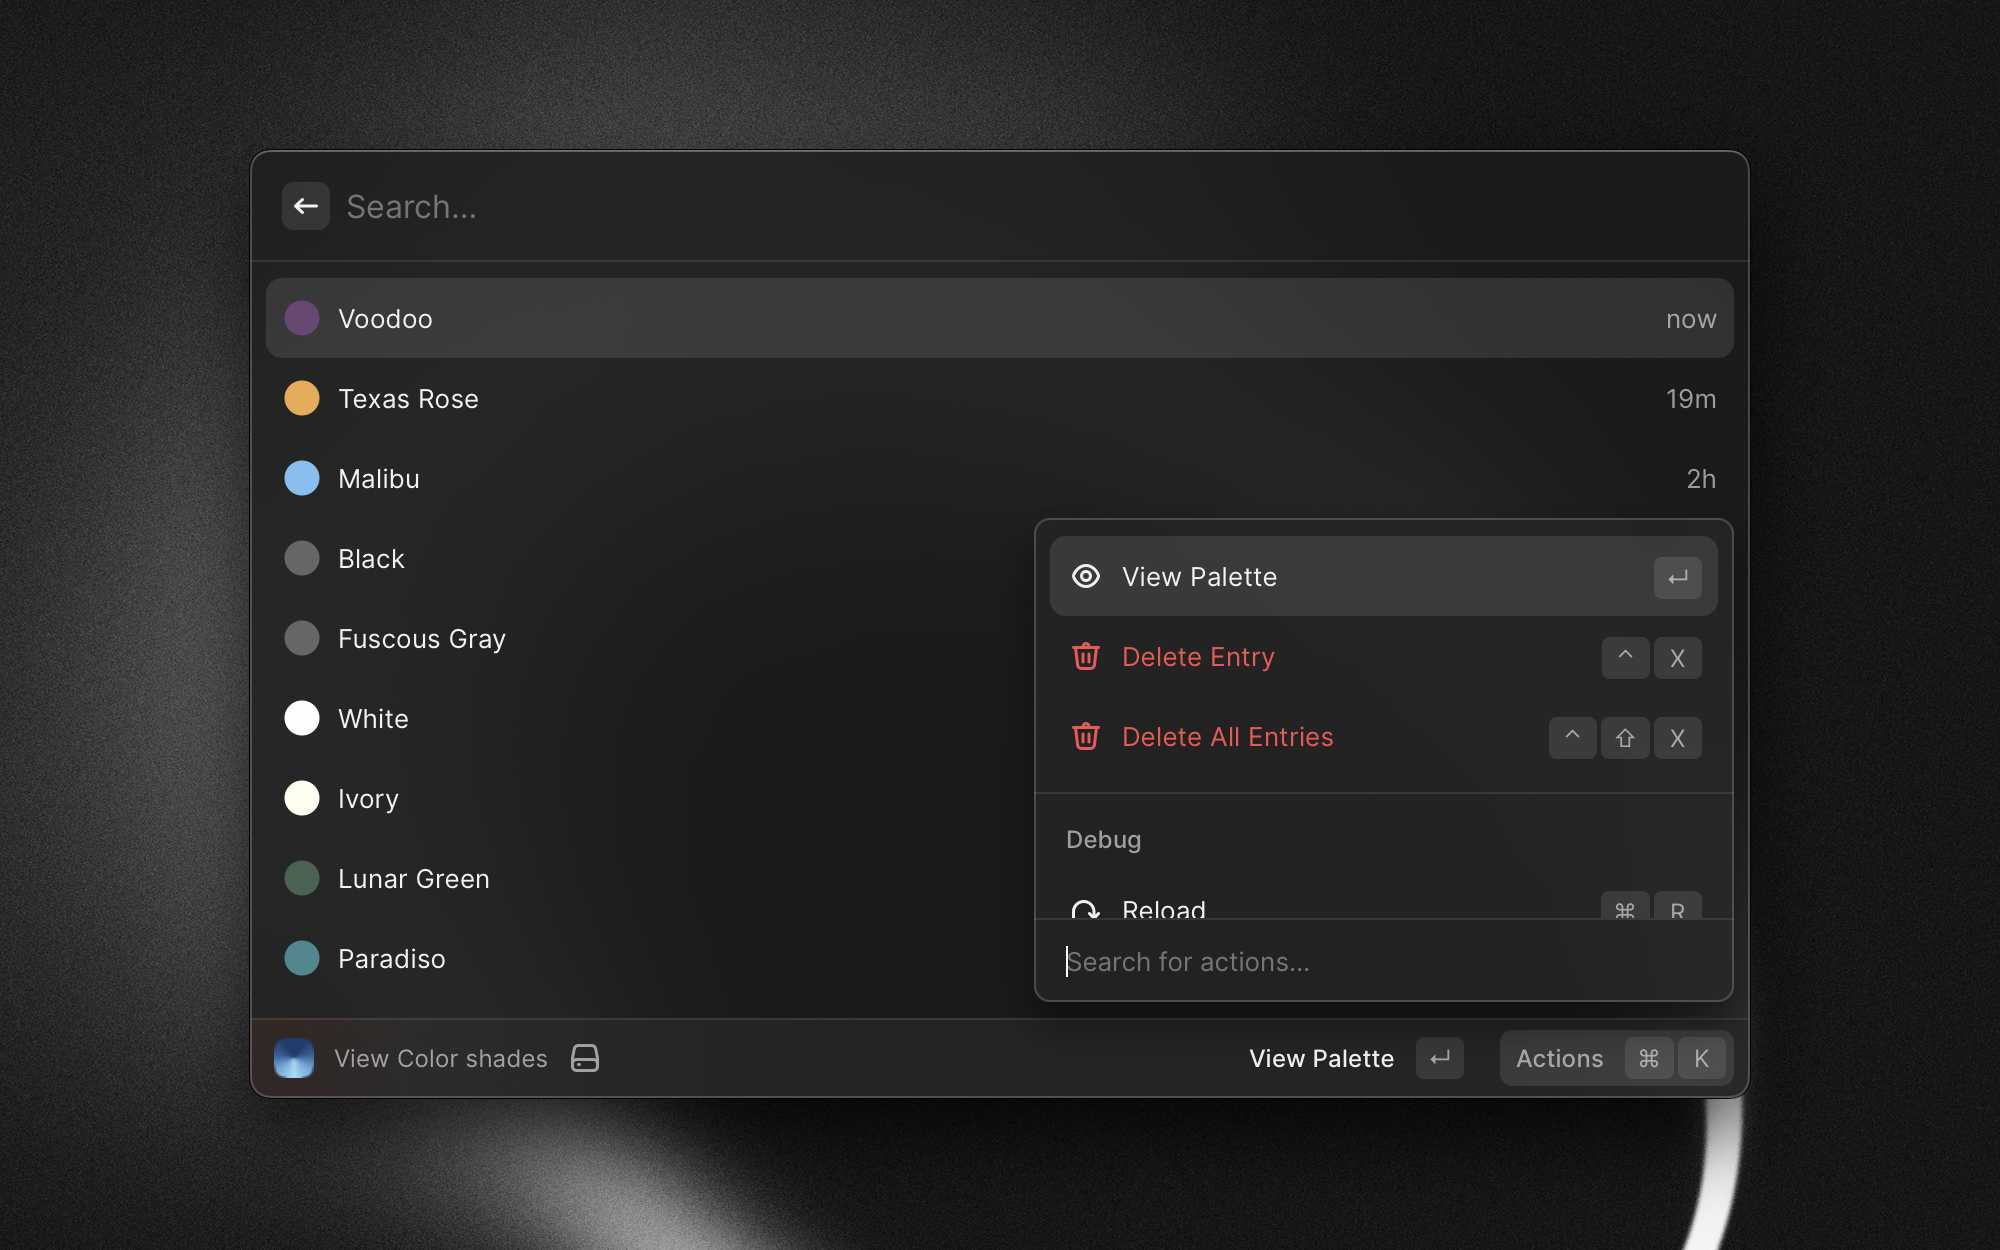 Search...
Voodoo now
Texas Rose 19m
Malibu 2h
Black
Fuscous Gray
White
Ivory
Lunar Green
Paradiso
View Palette ↵
Delete Entry ^ X
Delete All Entries ^ ⇧ X
Debug
Reload ⌘ R
Search for actions...
View Color shades
View Palette ↵ Actions ⌘ K